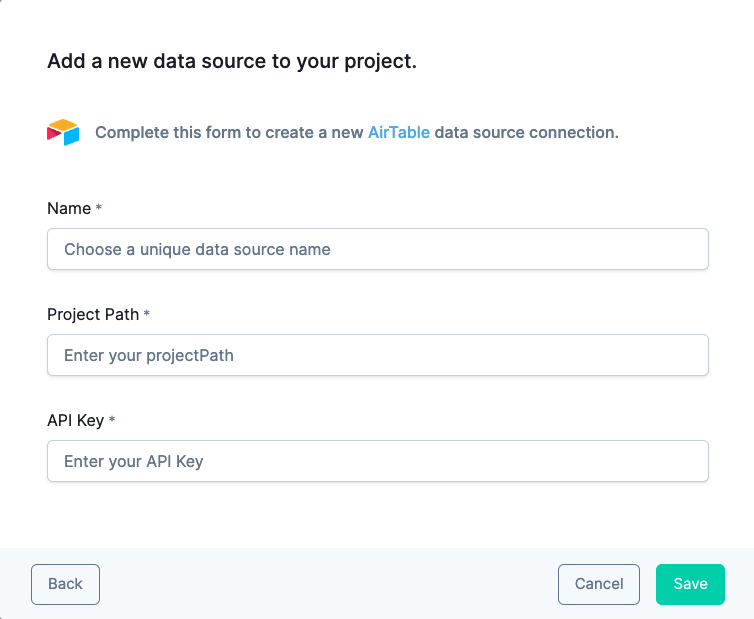 Add a new data source to your project.
Complete this form to create a new AirTable data source connection.
Name *
Choose a unique data source name
Project Path *
Enter your projectPath
API Key *
Enter your API Key
Back
Cancel
Save